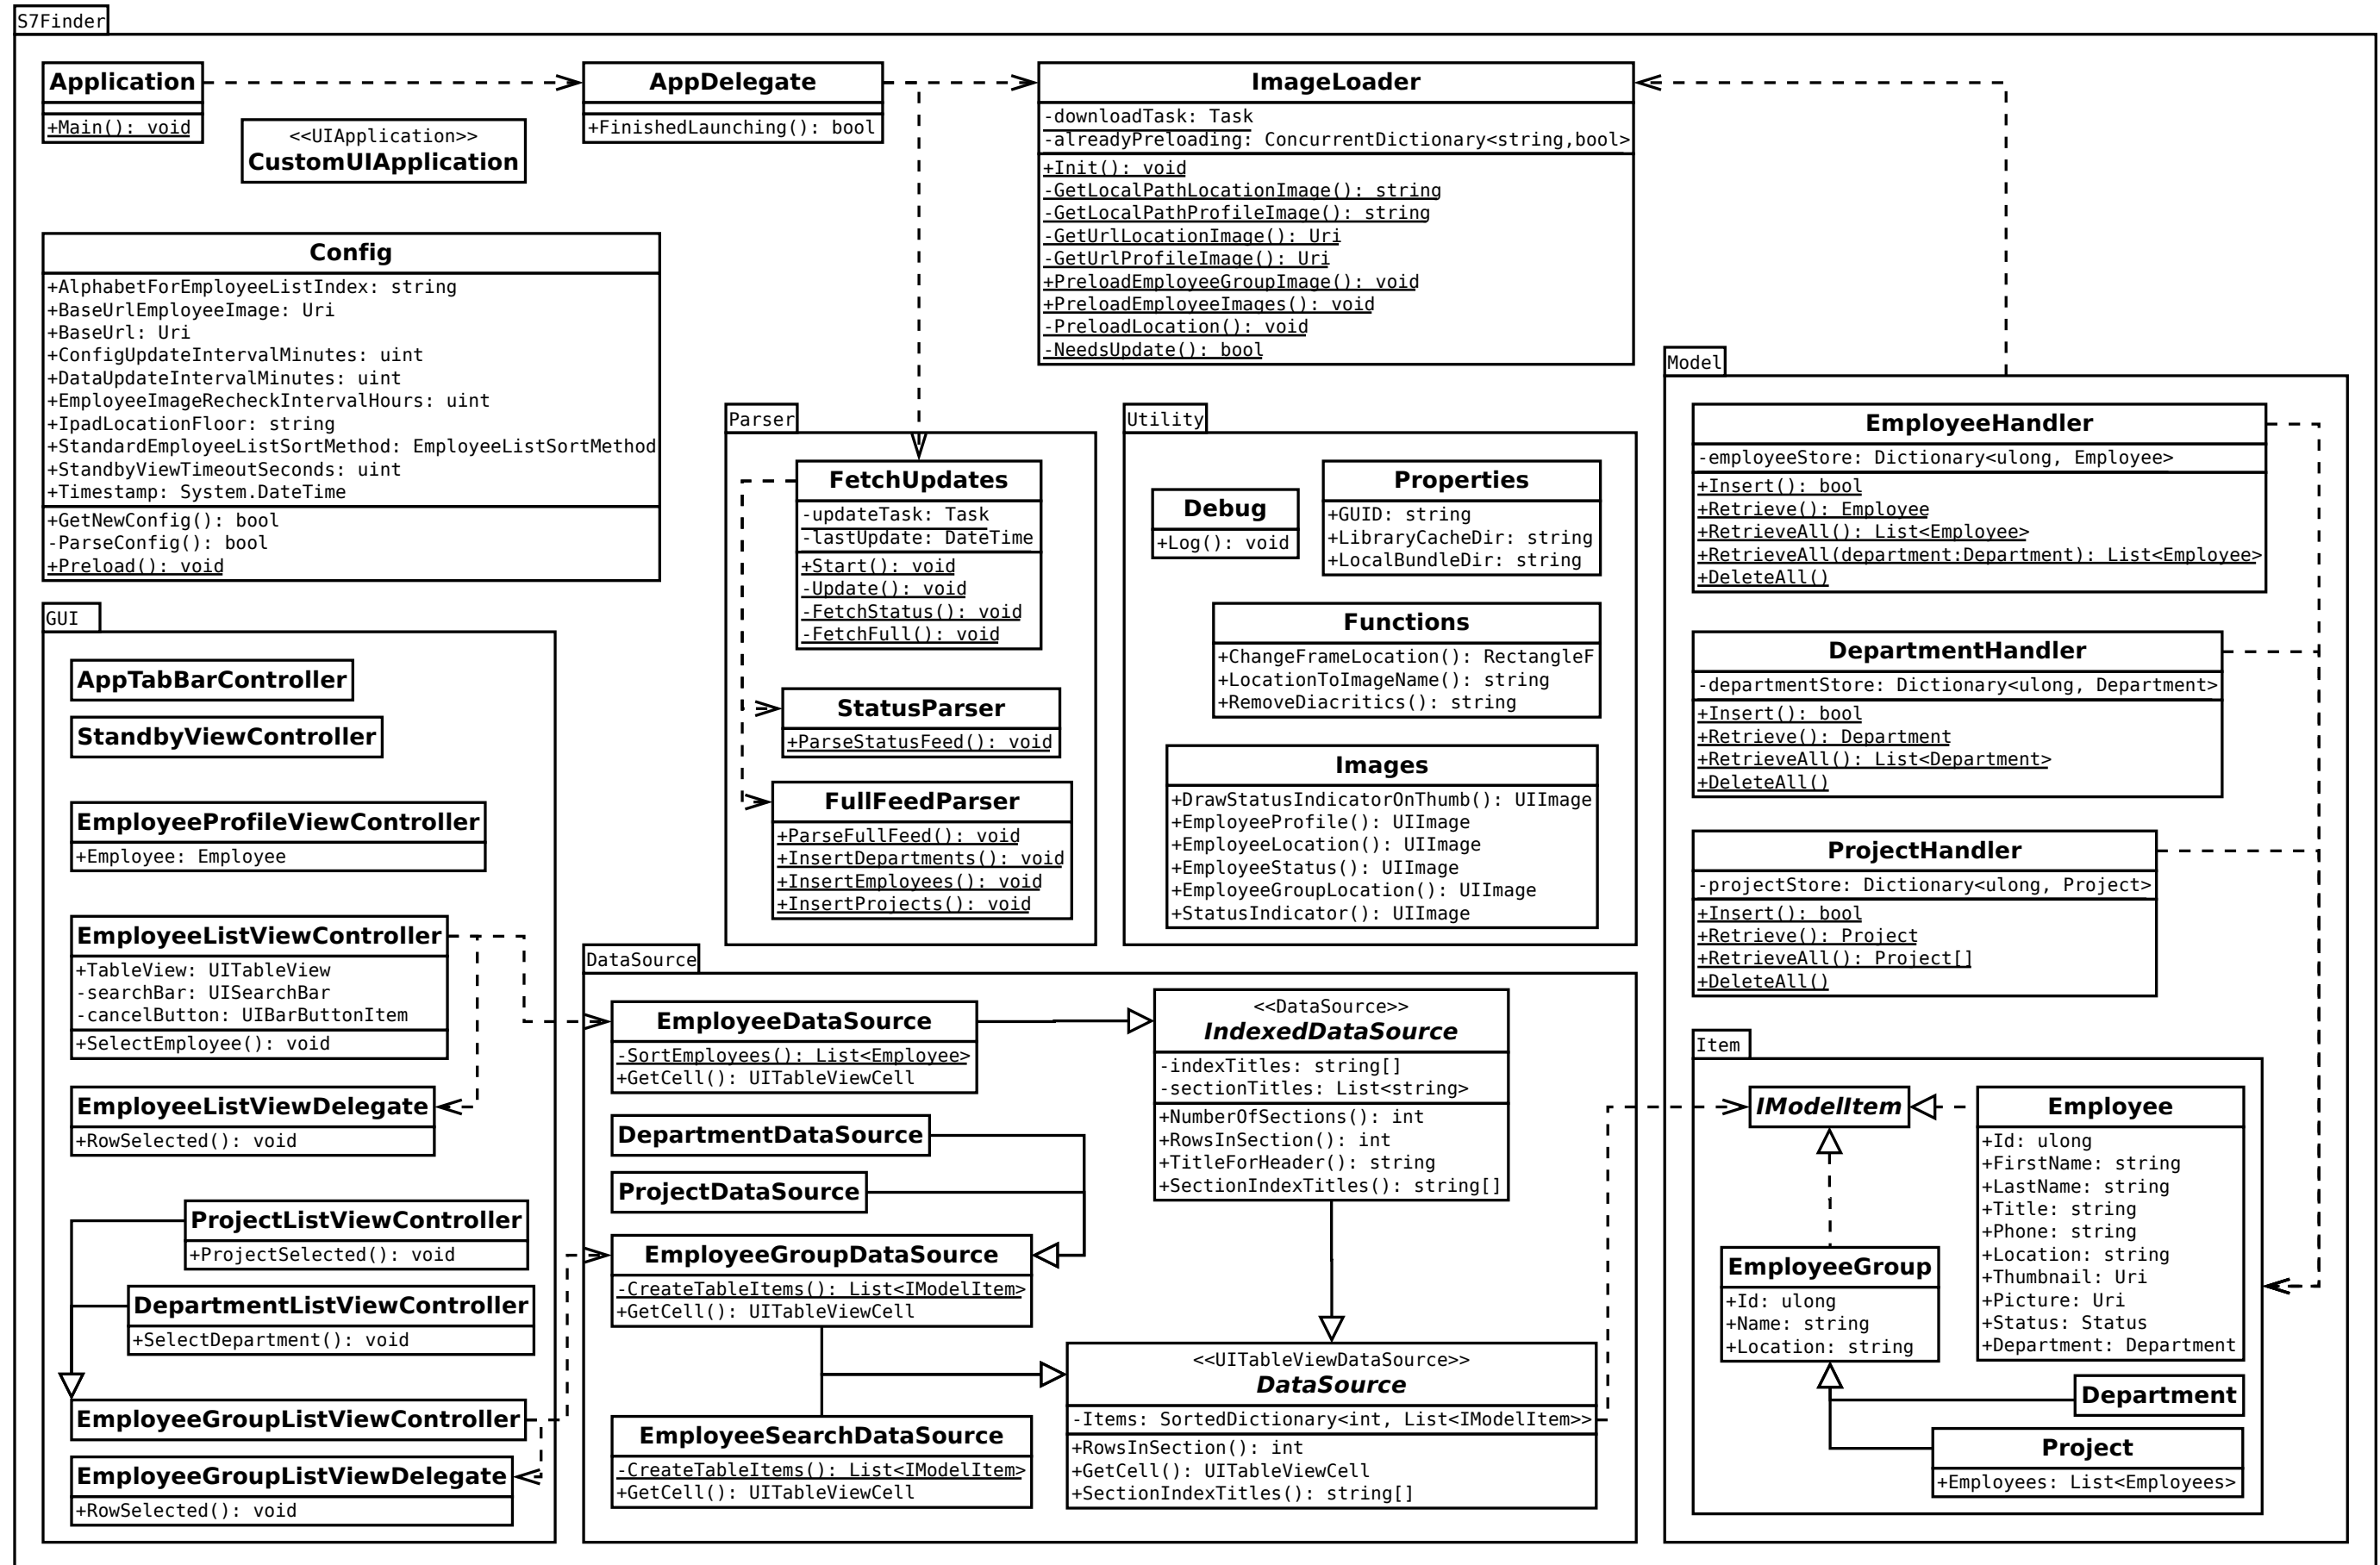 S7Finder
Application
+Main(): void
<<UIApplication>>
CustomUIApplication
AppDelegate
+FinishedLaunching(): bool
ImageLoader
-downloadTask: Task
-alreadyPreloading: ConcurrentDictionary<string,bool>
+Init(): void
-GetLocalPathLocationImage(): string
-GetLocalPathProfileImage(): string
-GetUrlLocationImage(): Uri
-GetUrlProfileImage(): Uri
+PreloadEmployeeGroupImage(): void
+PreloadEmployeeImages(): void
-PreloadLocation(): void
-NeedsUpdate(): bool
Config
+AlphabetForEmployeeListIndex: string
+BaseUrlEmployeeImage: Uri
+BaseUrl: Uri
+ConfigUpdateIntervalMinutes: uint
+DataUpdateIntervalMinutes: uint
+EmployeeImageRecheckIntervalHours: uint
+IpadLocationFloor: string
+StandardEmployeeListSortMethod: EmployeeListSortMethod
+StandbyViewTimeoutSeconds: uint
+Timestamp: System.DateTime
+GetNewConfig(): bool
-ParseConfig(): bool
+Preload(): void
Parser
FetchUpdates
-updateTask: Task
-lastUpdate: DateTime
+Start(): void
-Update(): void
-FetchStatus(): void
-FetchFull(): void
StatusParser
+ParseStatusFeed(): void
FullFeedParser
+ParseFullFeed(): void
+InsertDepartments(): void
+InsertEmployees(): void
+InsertProjects(): void
Utility
Debug
+Log(): void
Properties
+GUID: string
+LibraryCacheDir: string
+LocalBundleDir: string
Functions
+ChangeFrameLocation(): RectangleF
+LocationToImageName(): string
+RemoveDiacritics(): string
Images
+DrawStatusIndicatorOnThumb(): UIImage
+EmployeeProfile(): UIImage
+EmployeeLocation(): UIImage
+EmployeeStatus(): UIImage
+EmployeeGroupLocation(): UIImage
+StatusIndicator(): UIImage
Model
EmployeeHandler
-employeeStore: Dictionary<ulong, Employee>
+Insert(): bool
+Retrieve(): Employee
+RetrieveAll(): List<Employee>
+RetrieveAll(department:Department): List<Employee>
+DeleteAll()
DepartmentHandler
-departmentStore: Dictionary<ulong, Department>
+Insert(): bool
+Retrieve(): Department
+RetrieveAll(): List<Department>
+DeleteAll()
ProjectHandler
-projectStore: Dictionary<ulong, Project>
+Insert(): bool
+Retrieve(): Project
+RetrieveAll(): Project[]
+DeleteAll()
Item
IModelItem
Employee
+Id: ulong
+FirstName: string
+LastName: string
+Title: string
+Phone: string
+Location: string
+Thumbnail: Uri
+Picture: Uri
+Status: Status
+Department: Department
EmployeeGroup
+Id: ulong
+Name: string
+Location: string
Department
Project
+Employees: List<Employees>
GUI
AppTabBarController
StandbyViewController
EmployeeProfileViewController
+Employee: Employee
EmployeeListViewController
+TableView: UITableView
-searchBar: UISearchBar
-cancelButton: UIBarButtonItem
+SelectEmployee(): void
EmployeeListViewDelegate
+RowSelected(): void
ProjectListViewController
+ProjectSelected(): void
DepartmentListViewController
+SelectDepartment(): void
EmployeeGroupListViewController
EmployeeGroupListViewDelegate
+RowSelected(): void
DataSource
EmployeeDataSource
-SortEmployees(): List<Employee>
+GetCell(): UITableViewCell
DepartmentDataSource
ProjectDataSource
EmployeeGroupDataSource
-CreateTableItems(): List<IModelItem>
+GetCell(): UITableViewCell
EmployeeSearchDataSource
-CreateTableItems(): List<IModelItem>
+GetCell(): UITableViewCell
<<DataSource>>
IndexedDataSource
-indexTitles: string[]
-sectionTitles: List<string>
+NumberOfSections(): int
+RowsInSection(): int
+TitleForHeader(): string
+SectionIndexTitles(): string[]
<<UITableViewDataSource>>
DataSource
-Items: SortedDictionary<int, List<IModelItem>>
+RowsInSection(): int
+GetCell(): UITableViewCell
+SectionIndexTitles(): string[]